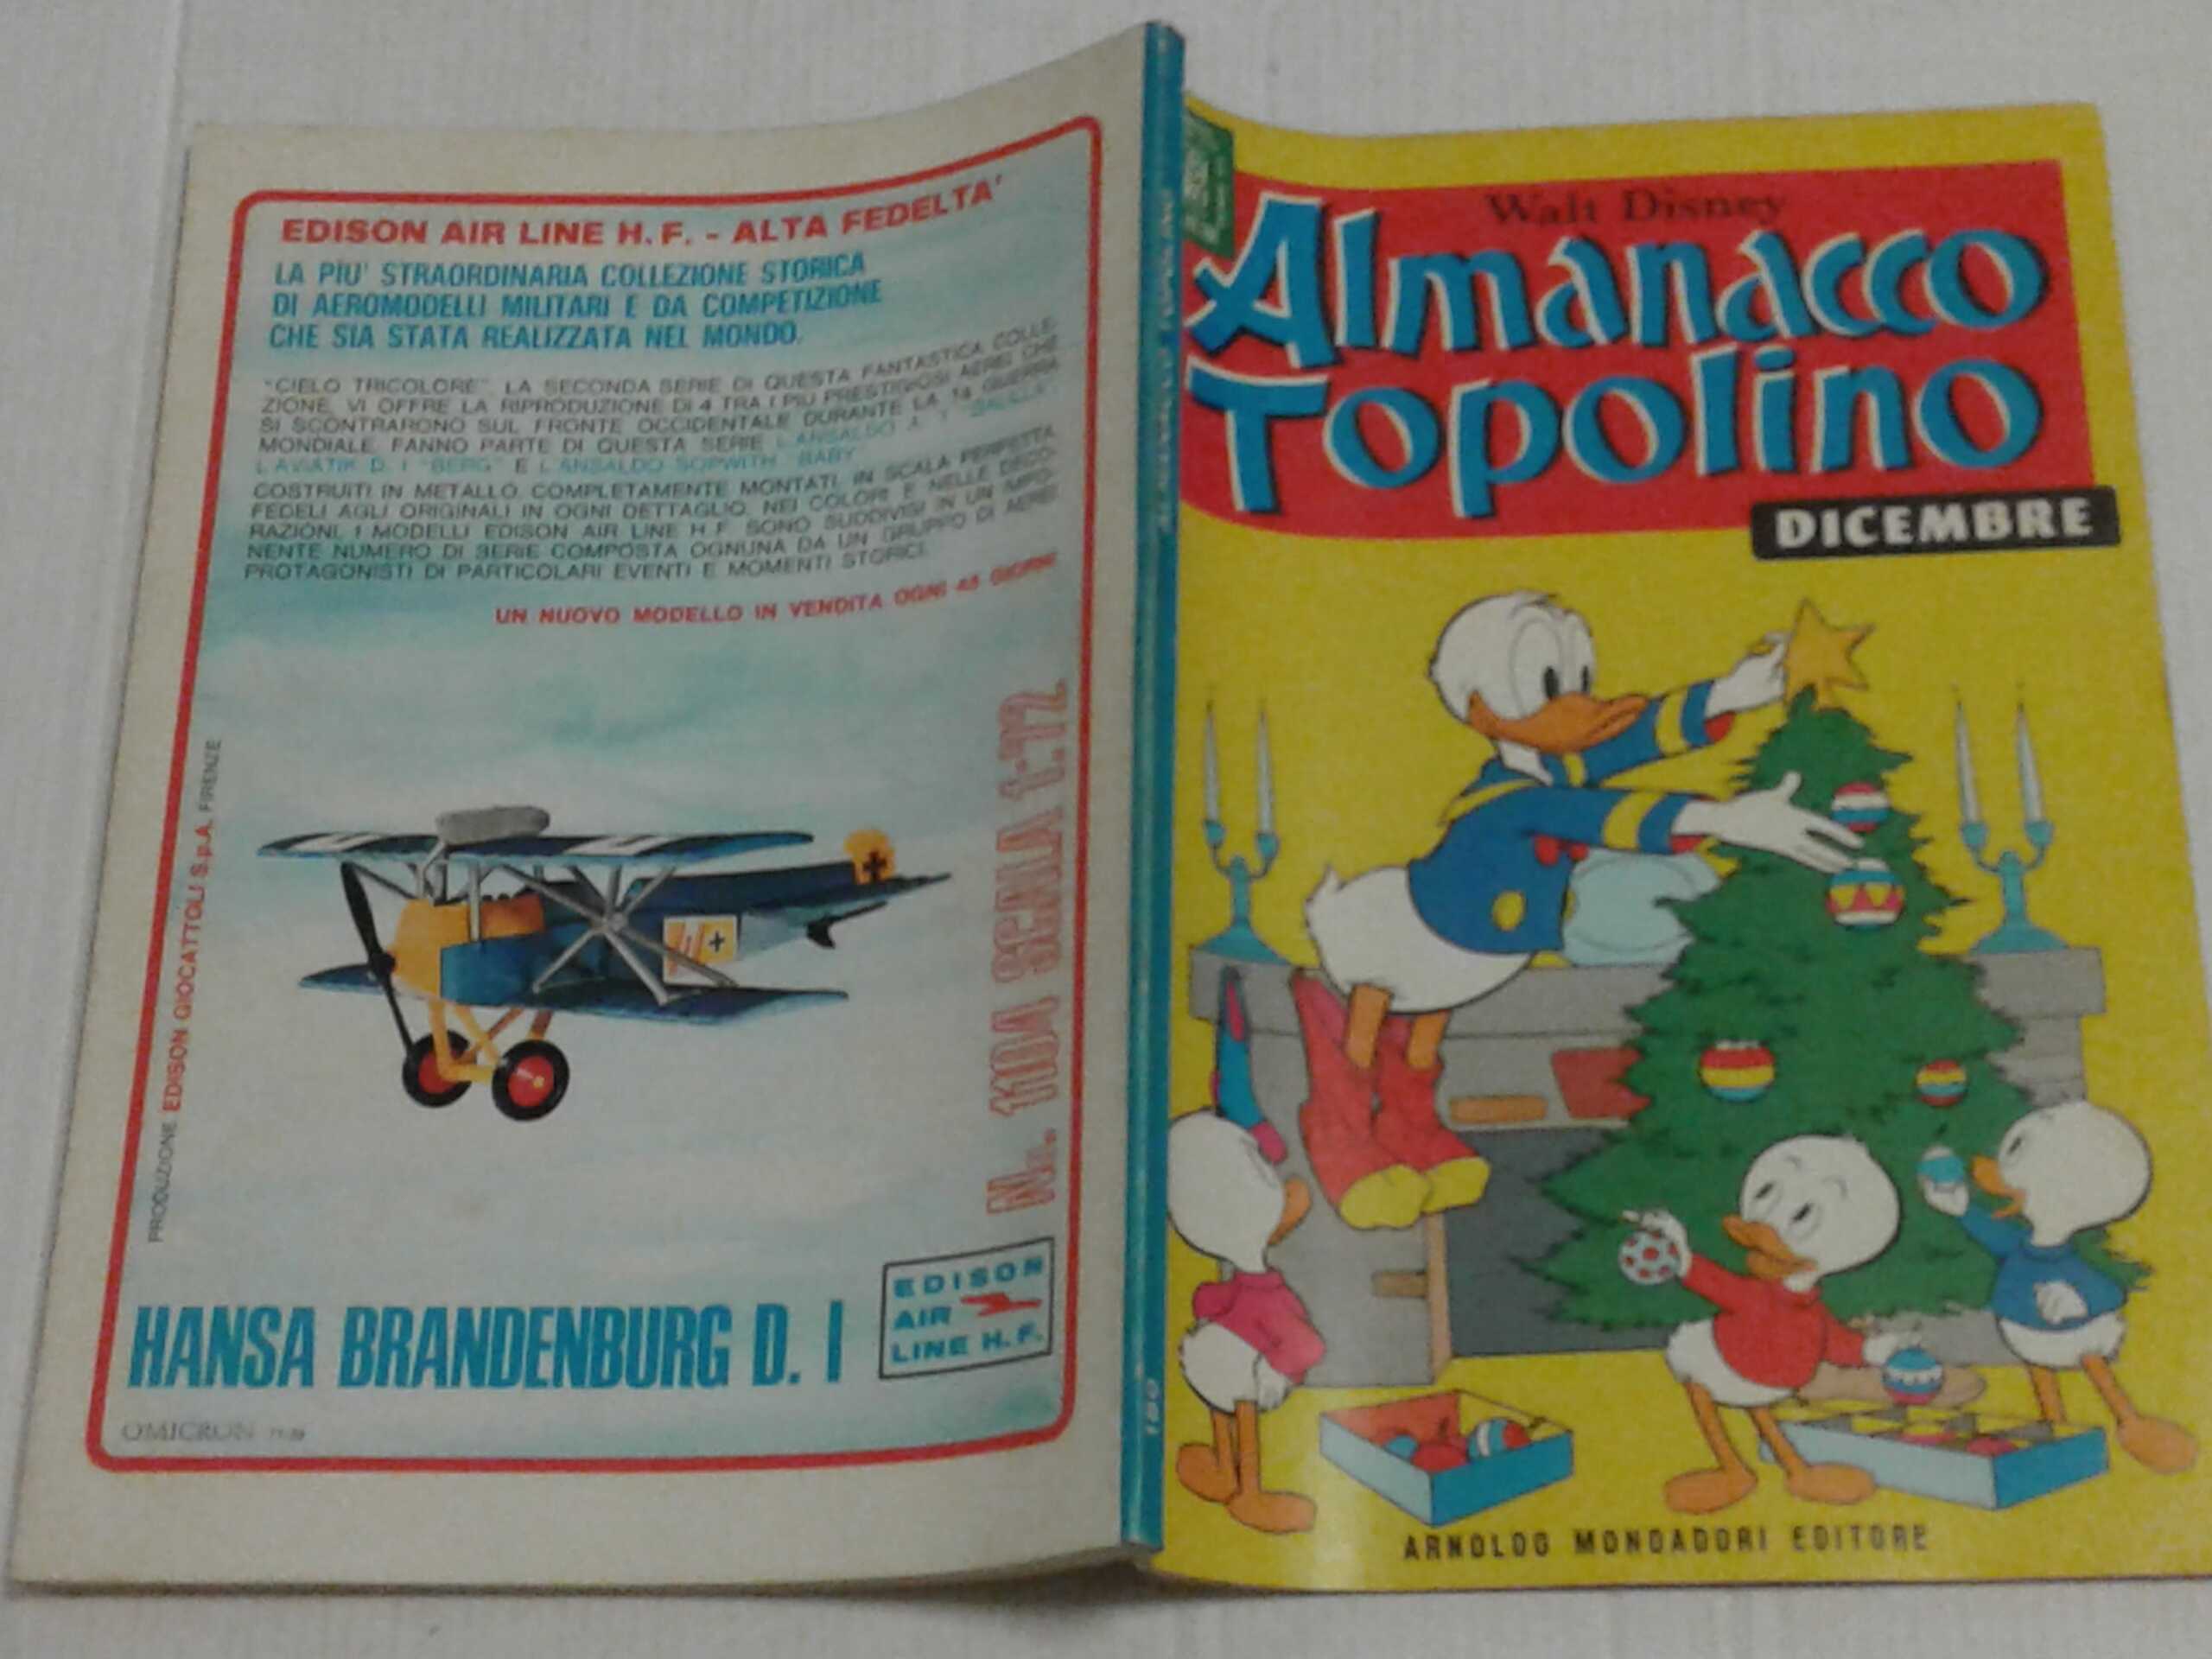 EDISON AIR LINE H.F. - ALTA FEDELTA'
LA PIU' STRAORDINARIA COLLEZIONE STORICA
DI AEROMODELLI MILITARI E DA COMPETIZIONE
CHE SIA STATA REALIZZATA NEL MONDO.
"CIELO TRICOLORE", LA SECONDA SERIE DI QUESTA FANTASTICA COLLE-
ZIONE, VI OFFRE LA RIPRODUZIONE DI 4 TRA I PIU' PRESTIGIOSI AEREI CHE
SI SCONTRARONO SUL FRONTE OCCIDENTALE DURANTE LA 1ª GUERRA
MONDIALE. FANNO PARTE DI QUESTA SERIE L'ANSALDO A. 1 "BALILLA",
L'AVIATIK D. I "BERG" E L'ANSALDO SOPWITH "BABY".
COSTRUITI IN METALLO, COMPLETAMENTE MONTATI, IN SCALA PERFETTA,
FEDELI AGLI ORIGINALI IN OGNI DETTAGLIO, NEI COLORI E NELLE DECO-
RAZIONI, I MODELLI EDISON AIR LINE H.F. SONO SUDDIVISI IN UN IMPO-
NENTE NUMERO DI SERIE COMPOSTA OGNUNA DA UN GRUPPO DI AEREI
PROTAGONISTI DI PARTICOLARI EVENTI E MOMENTI STORICI.
UN NUOVO MODELLO IN VENDITA OGNI 45 GIORNI
PRODUZIONE EDISON GIOCATTOLI S.p.A. FIRENZE
N. 1104 SCALA 1:72
HANSA BRANDENBURG D. I
EDISON
AIR
LINE H.F.
OMICRON
ALMANACCO TOPOLINO
180
Walt Disney
Almanacco
Topolino
DICEMBRE
ARNOLDO MONDADORI EDITORE